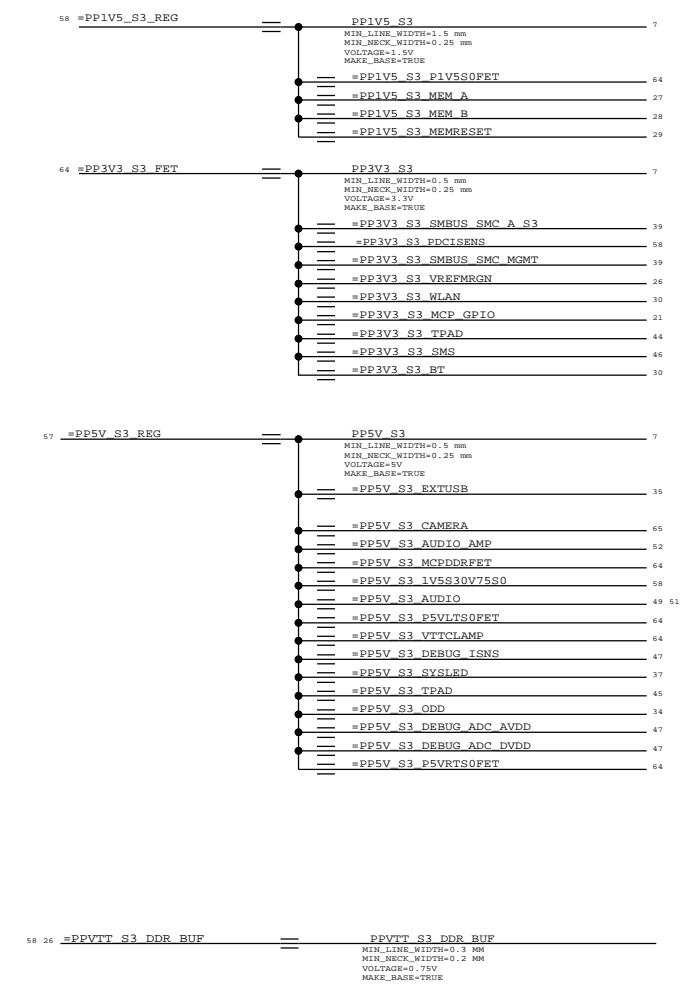 58 =PP1V5_S3_REG PP1V5_S3 7
MIN_LINE_WIDTH=1.5 mm
MIN_NECK_WIDTH=0.25 mm
VOLTAGE=1.5V
MAKE_BASE=TRUE
=PP1V5_S3_P1V5S0FET 64
=PP1V5_S3_MEM_A 27
=PP1V5_S3_MEM_B 28
=PP1V5_S3_MEMRESET 29
64 =PP3V3_S3_FET PP3V3_S3 7
MIN_LINE_WIDTH=0.5 mm
MIN_NECK_WIDTH=0.25 mm
VOLTAGE=3.3V
MAKE_BASE=TRUE
=PP3V3_S3_SMBUS_SMC_A_S3 39
=PP3V3_S3_PDCISENS 58
=PP3V3_S3_SMBUS_SMC_MGMT 39
=PP3V3_S3_VREFMRGN 26
=PP3V3_S3_WLAN 30
=PP3V3_S3_MCP_GPIO 21
=PP3V3_S3_TPAD 44
=PP3V3_S3_SMS 46
=PP3V3_S3_BT 30
57 =PP5V_S3_REG PP5V_S3 7
MIN_LINE_WIDTH=0.5 mm
MIN_NECK_WIDTH=0.25 mm
VOLTAGE=5V
MAKE_BASE=TRUE
=PP5V_S3_EXTUSB 35
=PP5V_S3_CAMERA 65
=PP5V_S3_AUDIO_AMP 52
=PP5V_S3_MCPDDRFET 64
=PP5V_S3_1V5S30V75S0 58
=PP5V_S3_AUDIO 49 51
=PP5V_S3_P5VLTS0FET 64
=PP5V_S3_VTTCLAMP 64
=PP5V_S3_DEBUG_ISNS 47
=PP5V_S3_SYSLED 37
=PP5V_S3_TPAD 45
=PP5V_S3_ODD 34
=PP5V_S3_DEBUG_ADC_AVDD 47
=PP5V_S3_DEBUG_ADC_DVDD 47
=PP5V_S3_P5VRTS0FET 64
58 26 =PPVTT_S3_DDR_BUF PPVTT_S3_DDR_BUF
MIN_LINE_WIDTH=0.3 MM
MIN_NECK_WIDTH=0.2 MM
VOLTAGE=0.75V
MAKE_BASE=TRUE